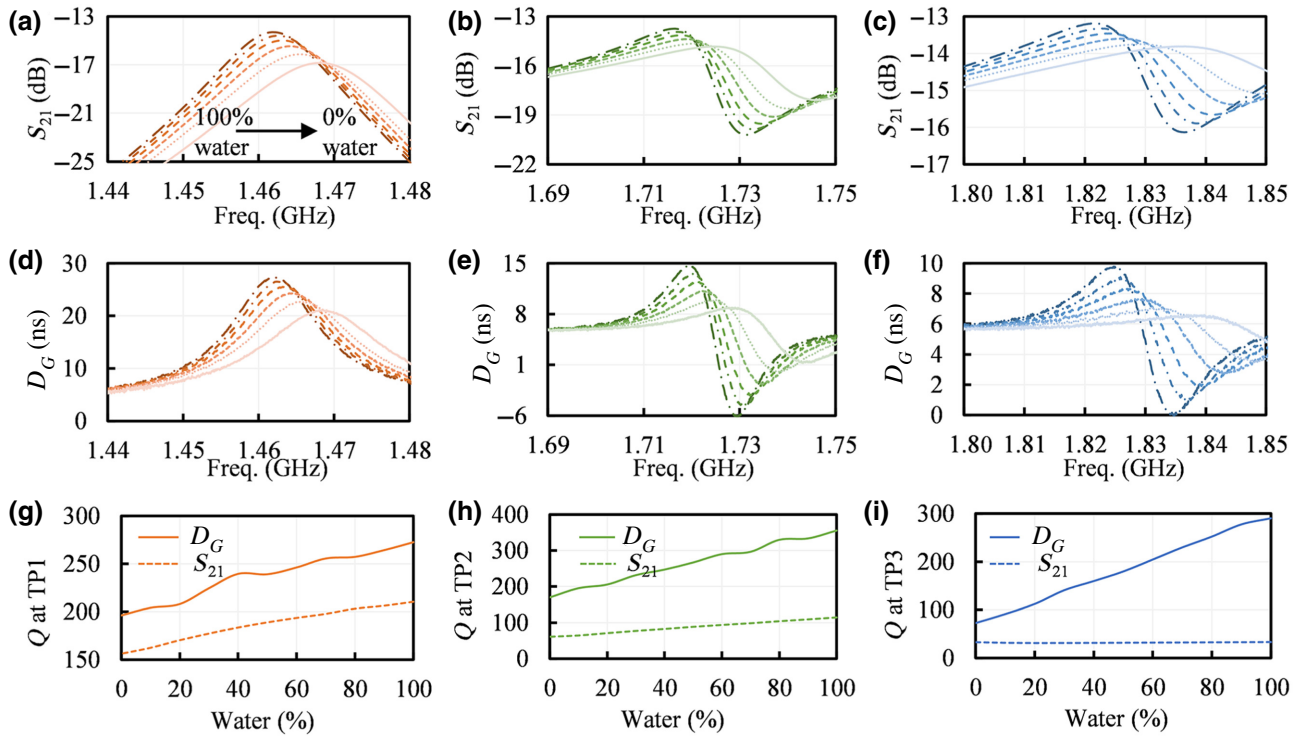 (a)
−13
−17
−21
−25
S21 (dB)
100% 0%
water water
1.44 1.45 1.46 1.47 1.48
Freq. (GHz)
(b)
−13
−16
−19
−22
S21 (dB)
1.69 1.71 1.73 1.75
Freq. (GHz)
(c)
−13
−14
−15
−16
−17
S21 (dB)
1.80 1.81 1.82 1.83 1.84 1.85
Freq. (GHz)
(d)
30
20
10
0
DG (ns)
1.44 1.45 1.46 1.47 1.48
Freq. (GHz)
(e)
15
8
1
−6
DG (ns)
1.69 1.71 1.73 1.75
Freq. (GHz)
(f)
10
8
6
4
2
0
DG (ns)
1.80 1.81 1.82 1.83 1.84 1.85
Freq. (GHz)
(g)
300
250
200
150
Q at TP1
DG
S21
0 20 40 60 80 100
Water (%)
(h)
400
300
200
100
0
Q at TP2
DG
S21
0 20 40 60 80 100
Water (%)
(i)
300
200
100
0
Q at TP3
DG
S21
0 20 40 60 80 100
Water (%)